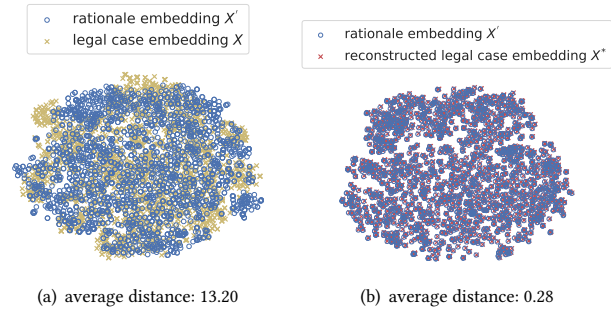 rationale embedding X′
legal case embedding X
rationale embedding X′
reconstructed legal case embedding X*
(a) average distance: 13.20
(b) average distance: 0.28